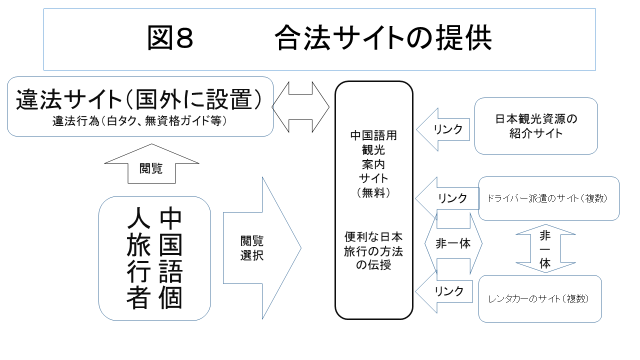 図８　　　合法サイトの提供
違法サイト（国外に設置）
違法行為（白タク、無資格ガイド等）
閲覧
中国語個
人旅行者
閲覧
選択
中国語用
観光
案内
サイト
（無料）
便利な日本
旅行の方法
の伝授
リンク
日本観光資源の
紹介サイト
リンク
ドライバー派遣のサイト（複数）
非一体
非一体
リンク
レンタカーのサイト（複数）